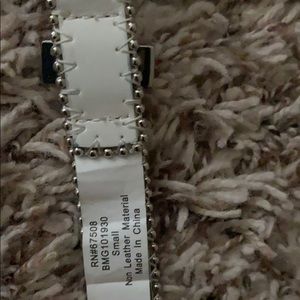 RN#67508
BMG101930
Small
Non Leather Material
Made In China